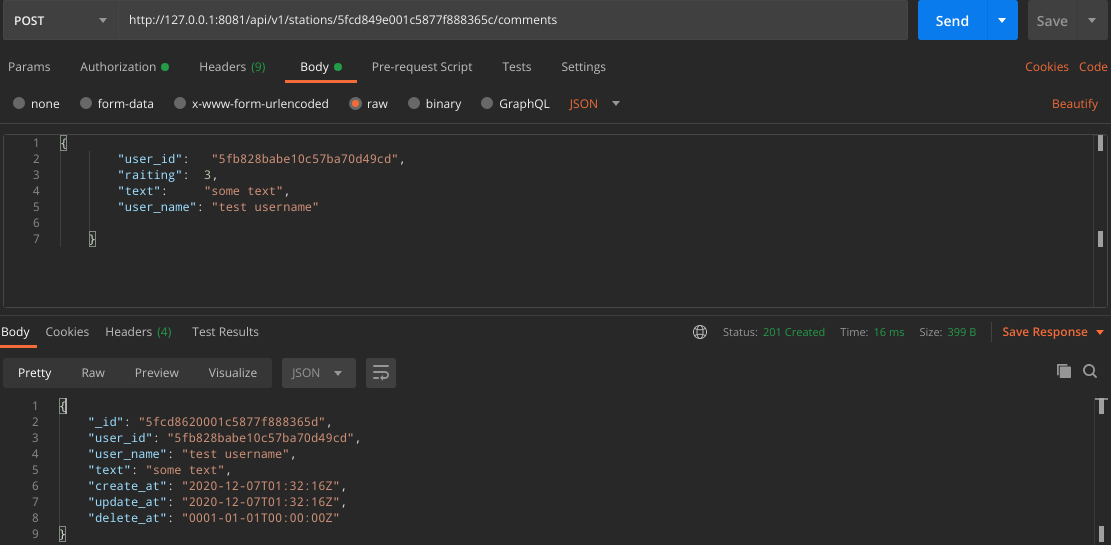 POST http://127.0.0.1:8081/api/v1/stations/5fcd849e001c5877f888365c/comments Send Save
Params Authorization Headers (9) Body Pre-request Script Tests Settings Cookies Code
none form-data x-www-form-urlencoded raw binary GraphQL JSON Beautify
1 {
2 "user_id": "5fb828babe10c57ba70d49cd",
3 "raiting": 3,
4 "text": "some text",
5 "user_name": "test username"
6
7 }
Body Cookies Headers (4) Test Results Status: 201 Created Time: 16 ms Size: 399 B Save Response
Pretty Raw Preview Visualize JSON
1 {
2 "_id": "5fcd8620001c5877f888365d",
3 "user_id": "5fb828babe10c57ba70d49cd",
4 "user_name": "test username",
5 "text": "some text",
6 "create_at": "2020-12-07T01:32:16Z",
7 "update_at": "2020-12-07T01:32:16Z",
8 "delete_at": "0001-01-01T00:00:00Z"
9 }